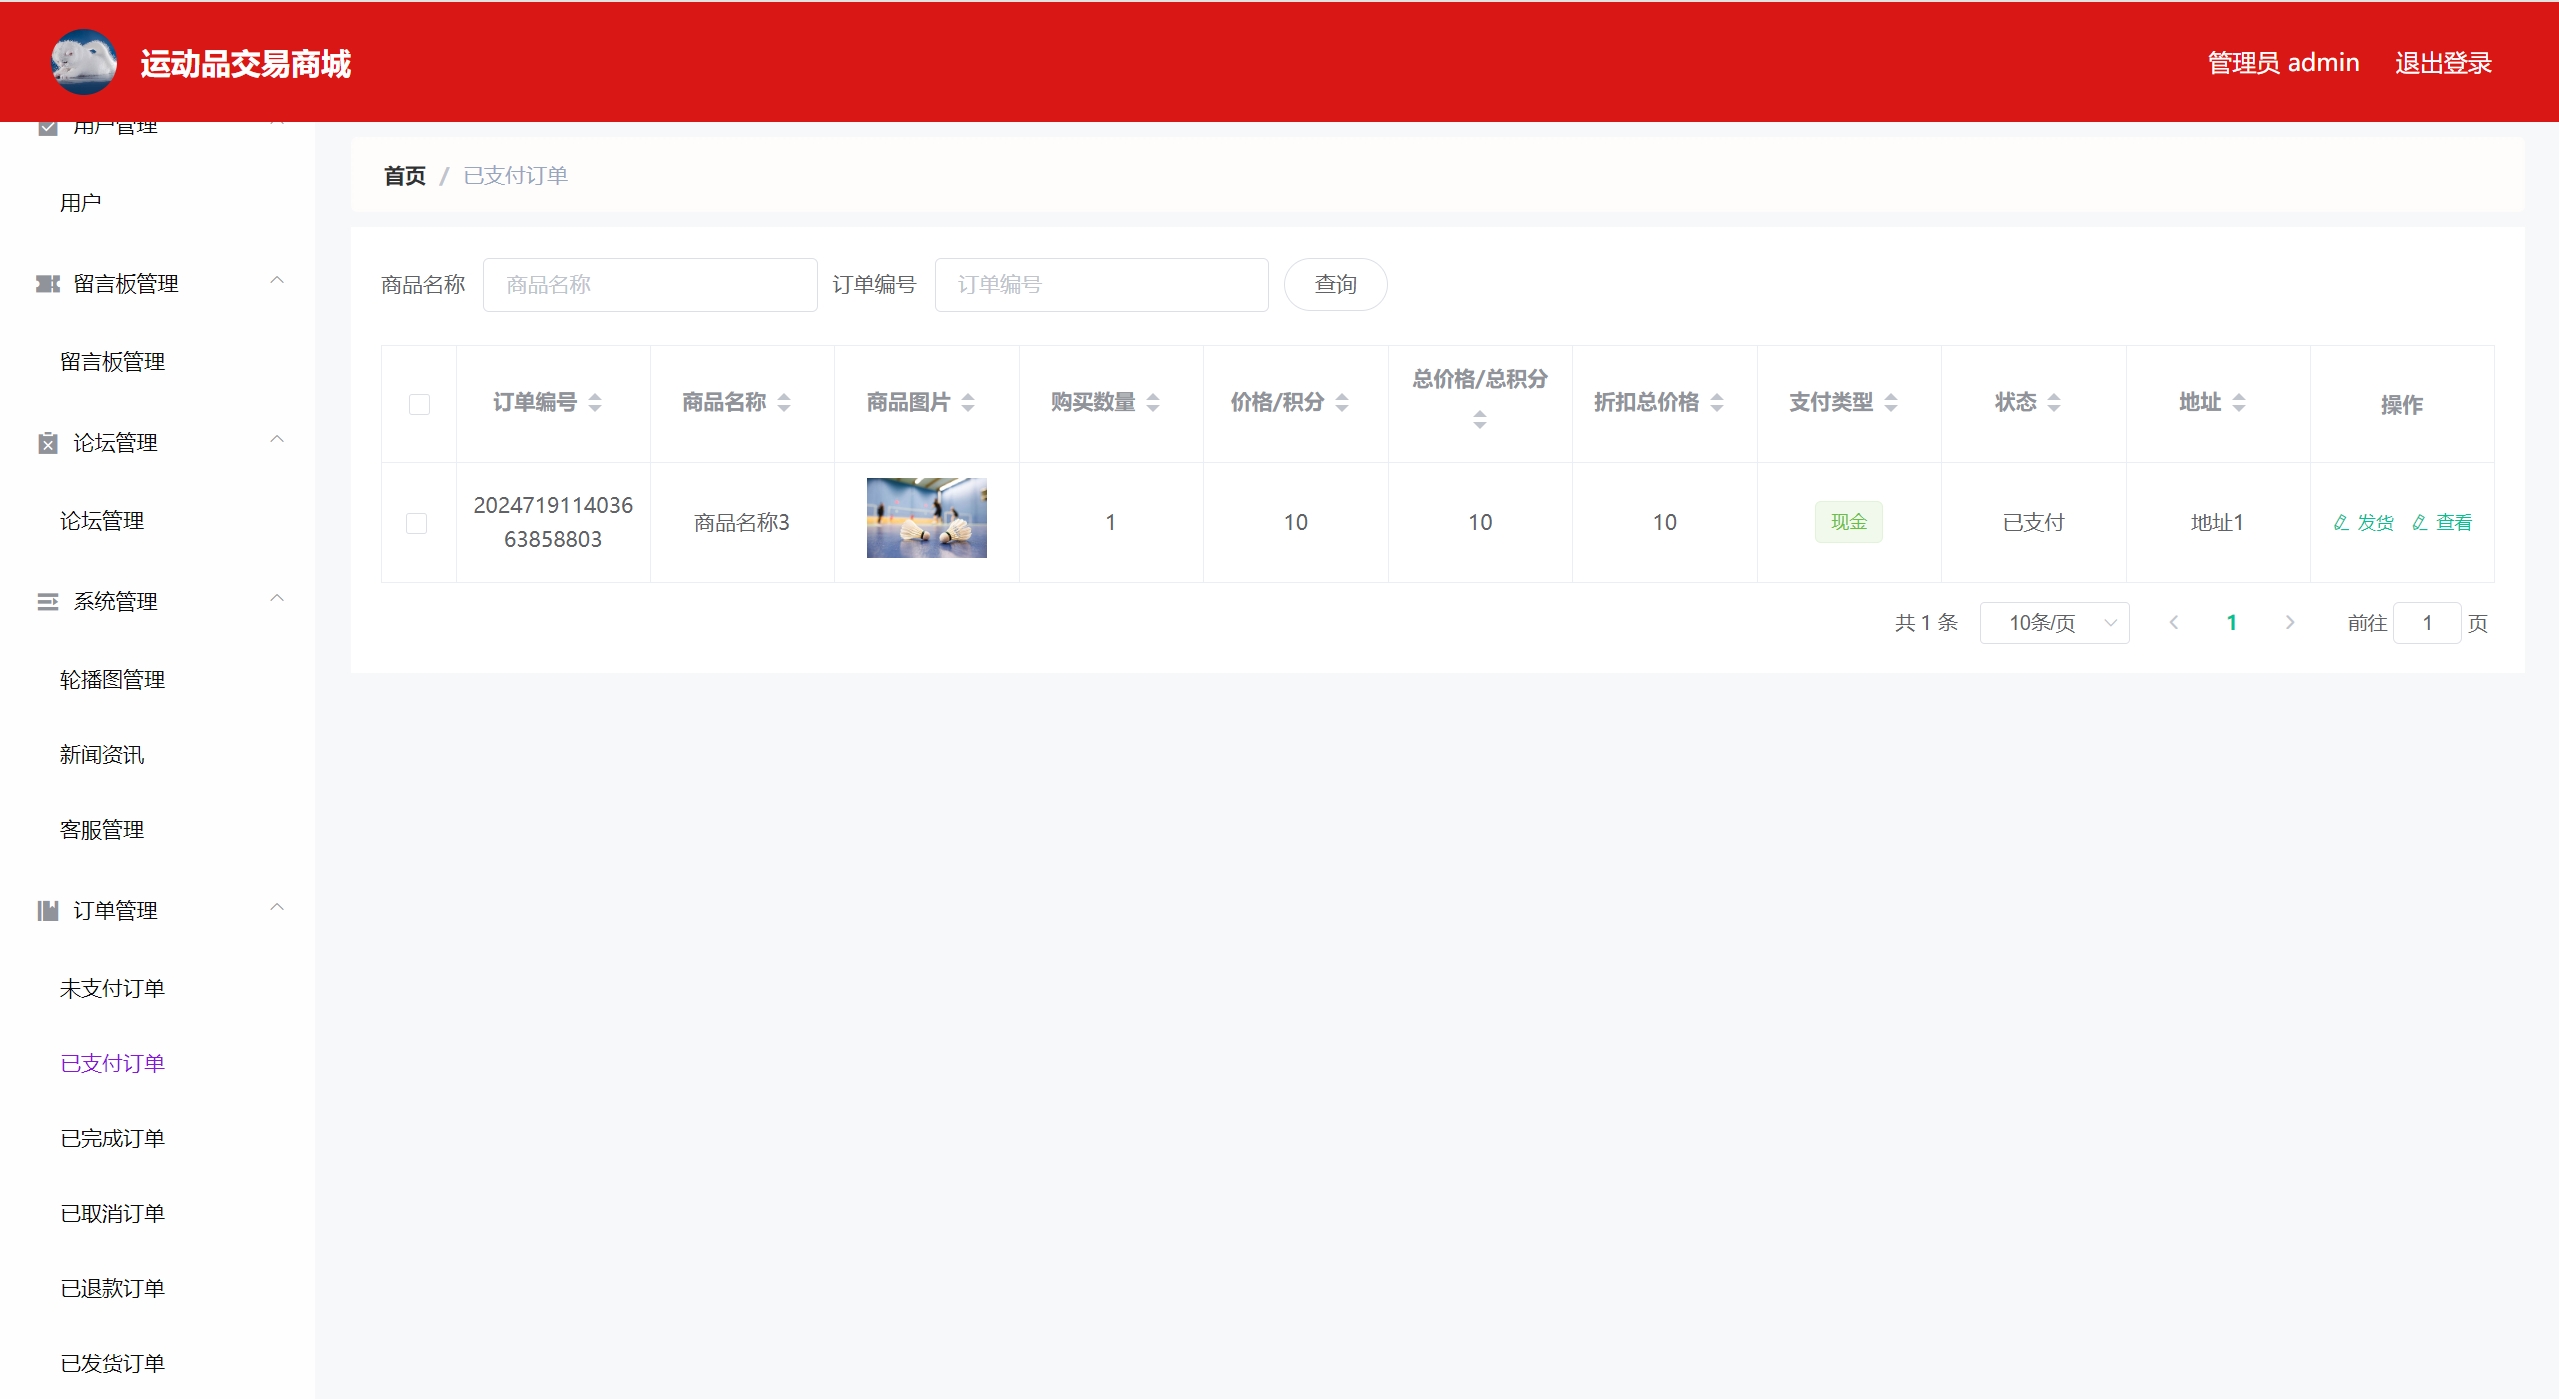 运动品交易商城
管理员 admin
退出登录
用户管理
用户
留言板管理
留言板管理
论坛管理
论坛管理
系统管理
轮播图管理
新闻资讯
客服管理
订单管理
未支付订单
已支付订单
已完成订单
已取消订单
已退款订单
已发货订单
首页 / 已支付订单
商品名称 商品名称 订单编号 订单编号 查询
订单编号 商品名称 商品图片 购买数量 价格/积分 总价格/总积分 折扣总价格 支付类型 状态 地址 操作
2024719114036
63858803
商品名称3 1 10 10 10 现金 已支付 地址1 发货 查看
共 1 条 10条/页 1 前往 1 页